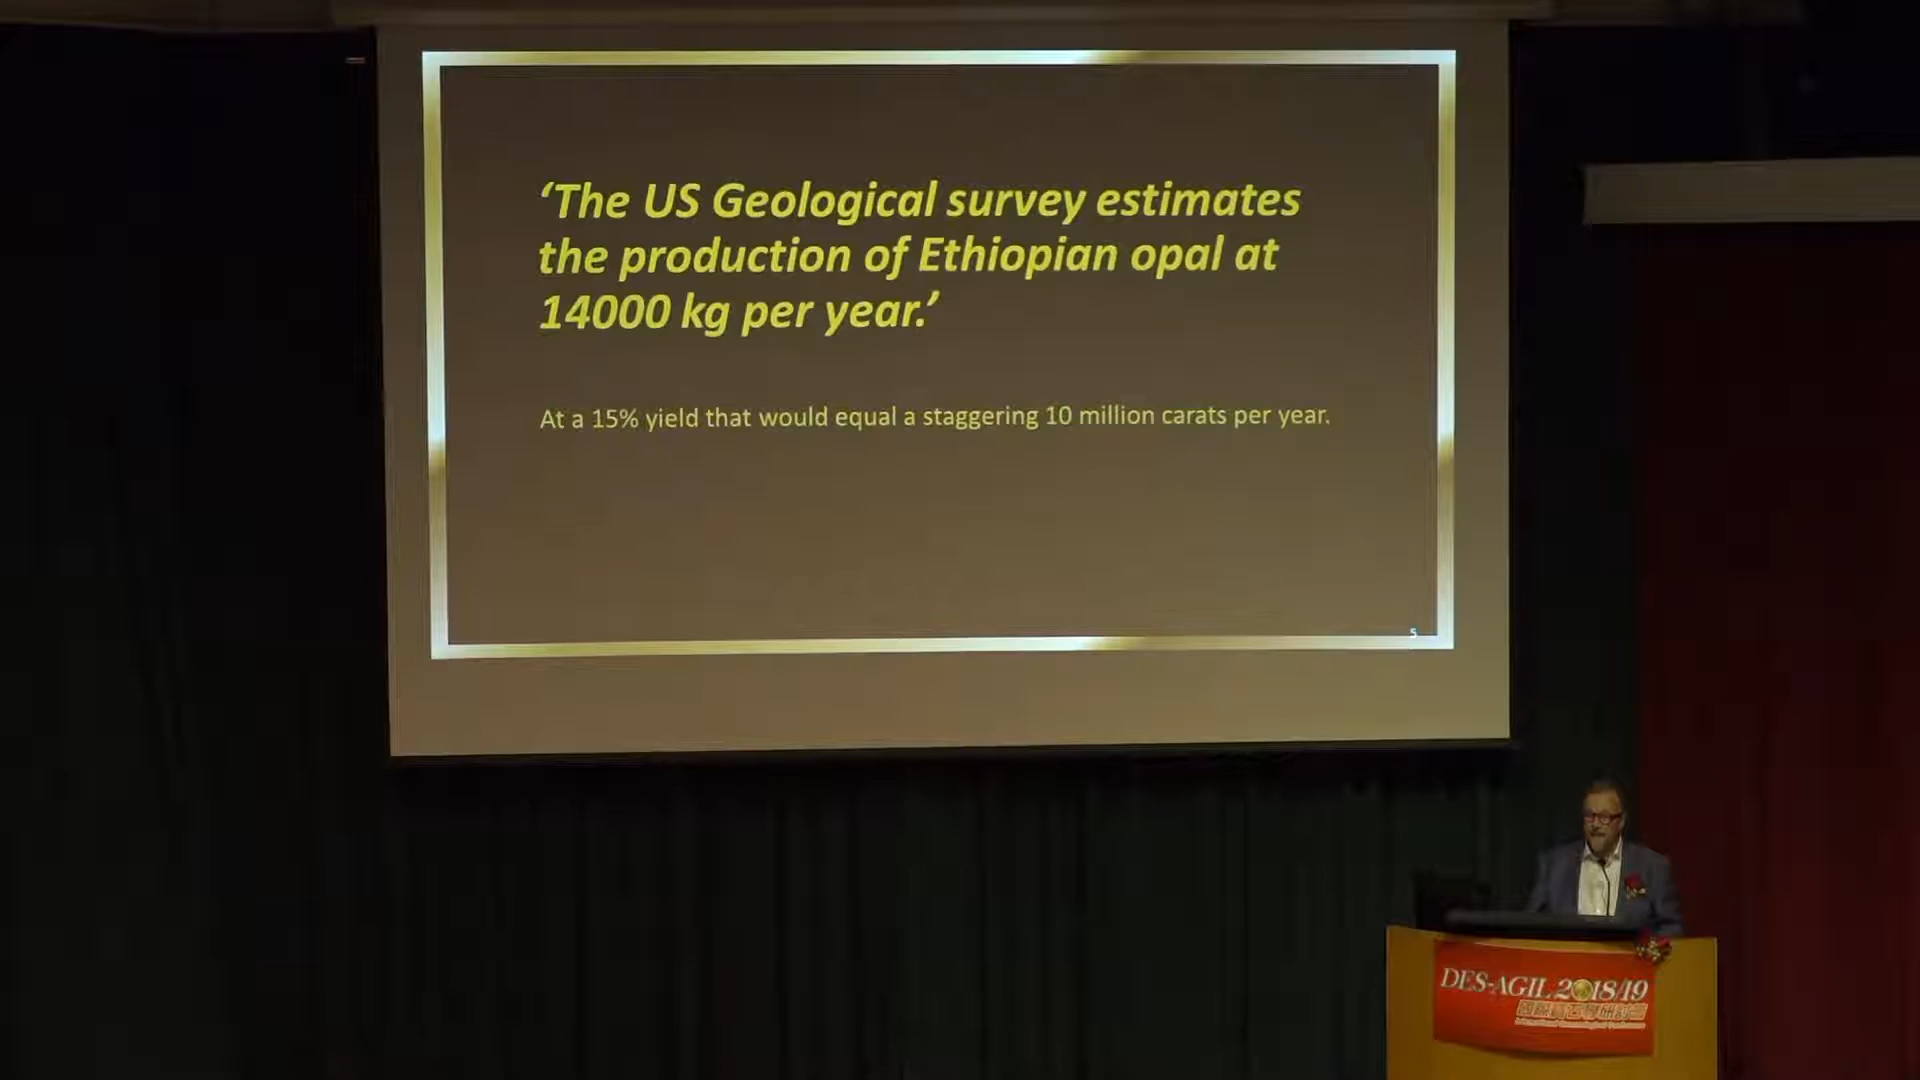 ‘The US Geological survey estimates
the production of Ethiopian opal at
14000 kg per year.’
At a 15% yield that would equal a staggering 10 million carats per year.
5
DES-AGIL 2018/19